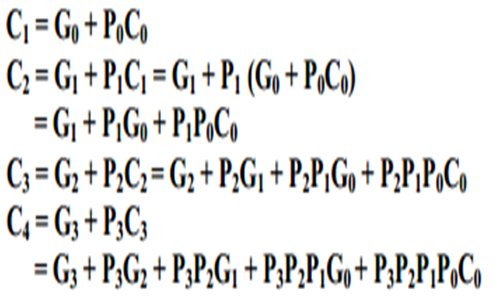 C₁ = G₀ + P₀C₀
C₂ = G₁ + P₁C₁ = G₁ + P₁ (G₀ + P₀C₀)
= G₁ + P₁G₀ + P₁P₀C₀
C₃ = G₂ + P₂C₂ = G₂ + P₂G₁ + P₂P₁G₀ + P₂P₁P₀C₀
C₄ = G₃ + P₃C₃
= G₃ + P₃G₂ + P₃P₂G₁ + P₃P₂P₁G₀ + P₃P₂P₁P₀C₀